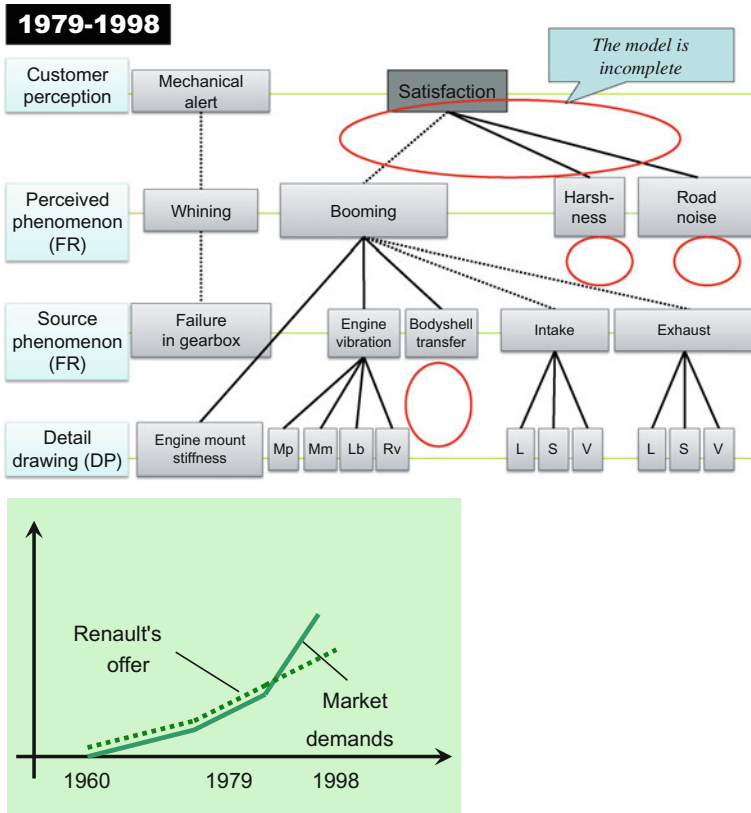 1979-1998
The model is
incomplete
Customer
perception
Mechanical
alert
Satisfaction
Perceived
phenomenon
(FR)
Whining
Booming
Harsh-
ness
Road
noise
Source
phenomenon
(FR)
Failure
in gearbox
Engine
vibration
Bodyshell
transfer
Intake
Exhaust
Detail
drawing (DP)
Engine mount
stiffness
Mp
Mm
Lb
Rv
L
S
V
L
S
V
Renault's
offer
Market
demands
1960
1979
1998